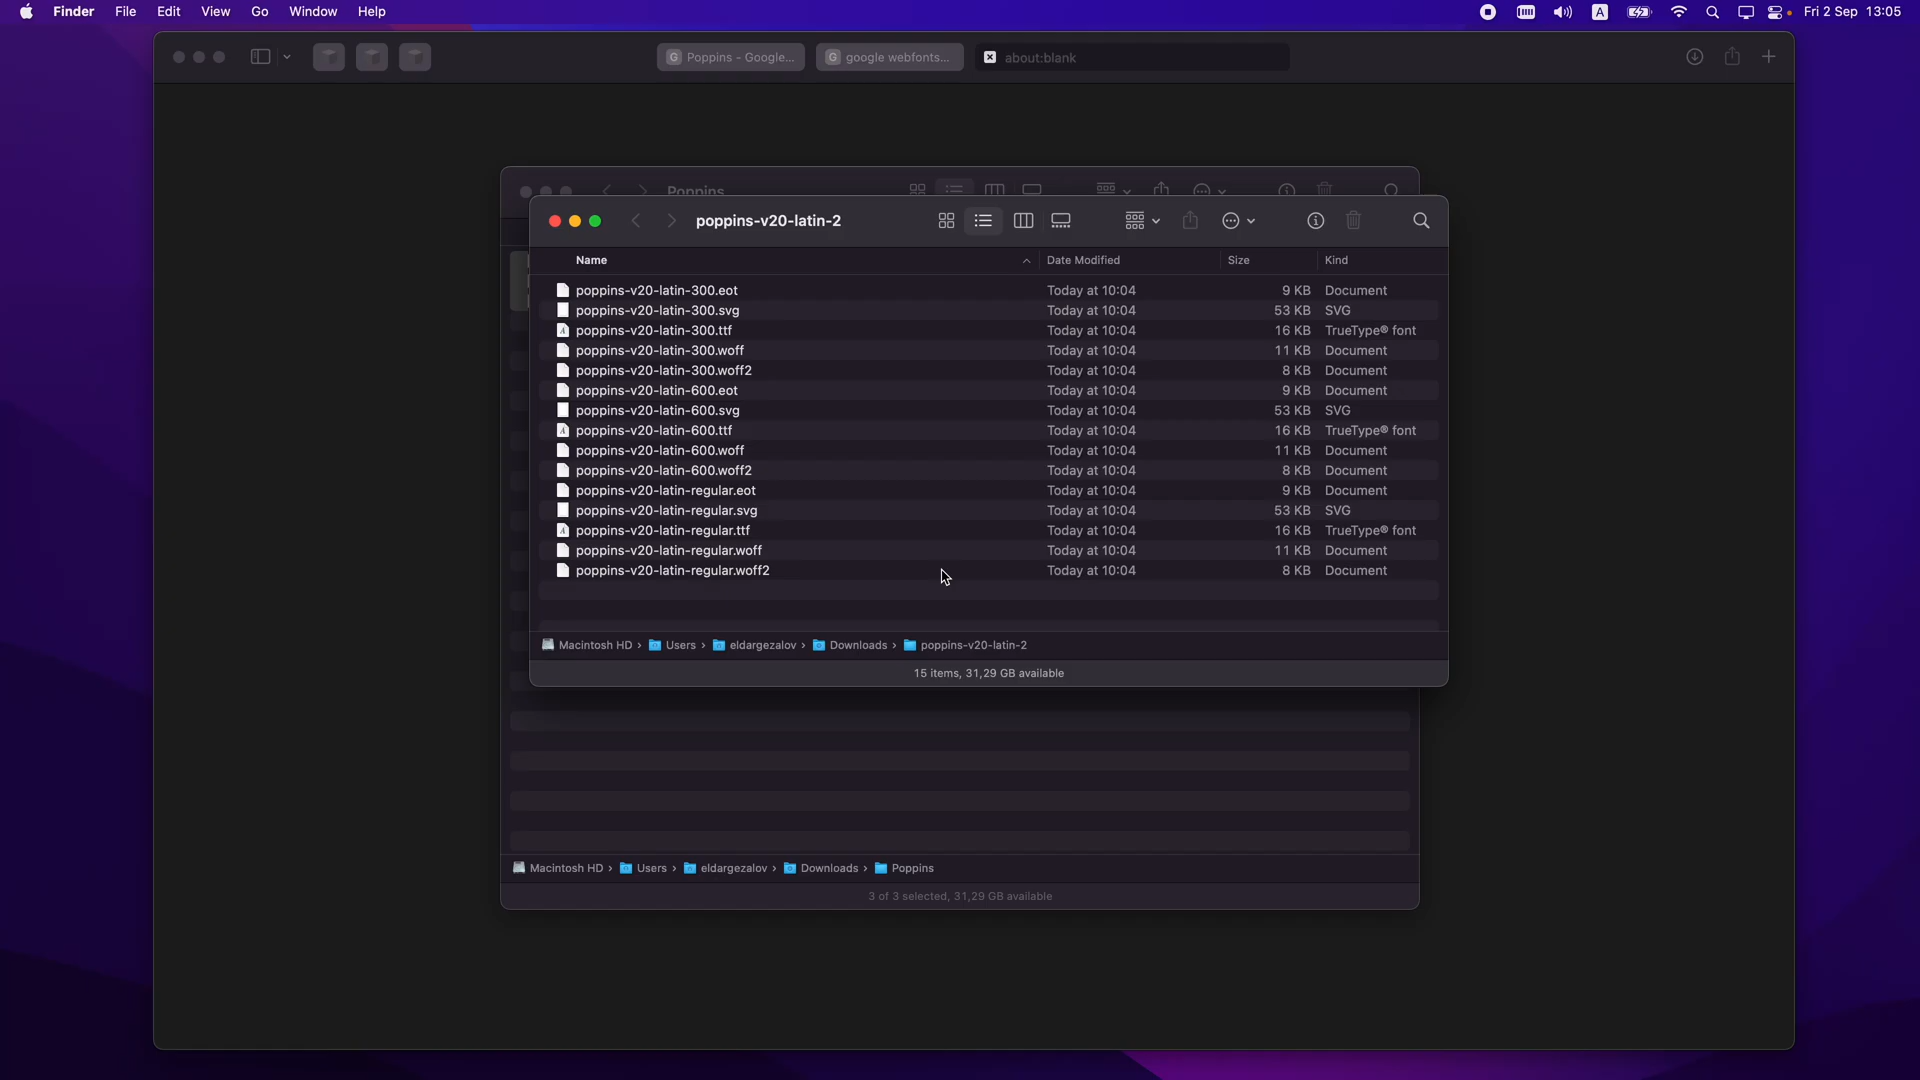 Finder File Edit View Go Window Help A Fri 2 Sep 13:05
G Poppins - Google... G google webfonts... about:blank
Poppins
poppins-v20-latin-2
Name Date Modified Size Kind
poppins-v20-latin-300.eot Today at 10:04 9 KB Document
poppins-v20-latin-300.svg Today at 10:04 53 KB SVG
poppins-v20-latin-300.ttf Today at 10:04 16 KB TrueType® font
poppins-v20-latin-300.woff Today at 10:04 11 KB Document
poppins-v20-latin-300.woff2 Today at 10:04 8 KB Document
poppins-v20-latin-600.eot Today at 10:04 9 KB Document
poppins-v20-latin-600.svg Today at 10:04 53 KB SVG
poppins-v20-latin-600.ttf Today at 10:04 16 KB TrueType® font
poppins-v20-latin-600.woff Today at 10:04 11 KB Document
poppins-v20-latin-600.woff2 Today at 10:04 8 KB Document
poppins-v20-latin-regular.eot Today at 10:04 9 KB Document
poppins-v20-latin-regular.svg Today at 10:04 53 KB SVG
poppins-v20-latin-regular.ttf Today at 10:04 16 KB TrueType® font
poppins-v20-latin-regular.woff Today at 10:04 11 KB Document
poppins-v20-latin-regular.woff2 Today at 10:04 8 KB Document
Macintosh HD › Users › eldargezalov › Downloads › poppins-v20-latin-2
15 items, 31,29 GB available
Macintosh HD › Users › eldargezalov › Downloads › Poppins
3 of 3 selected, 31,29 GB available